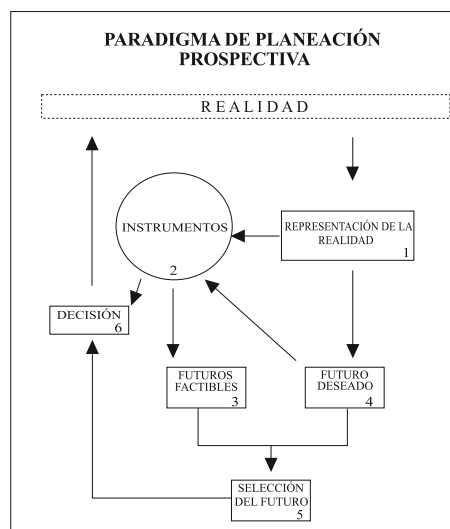 PARADIGMA DE PLANEACIÓN
PROSPECTIVA
REALIDAD
INSTRUMENTOS
2
REPRESENTACIÓN DE LA
REALIDAD
1
DECISIÓN
6
FUTUROS
FACTIBLES
3
FUTURO
DESEADO
4
SELECCIÓN
DEL FUTURO
5